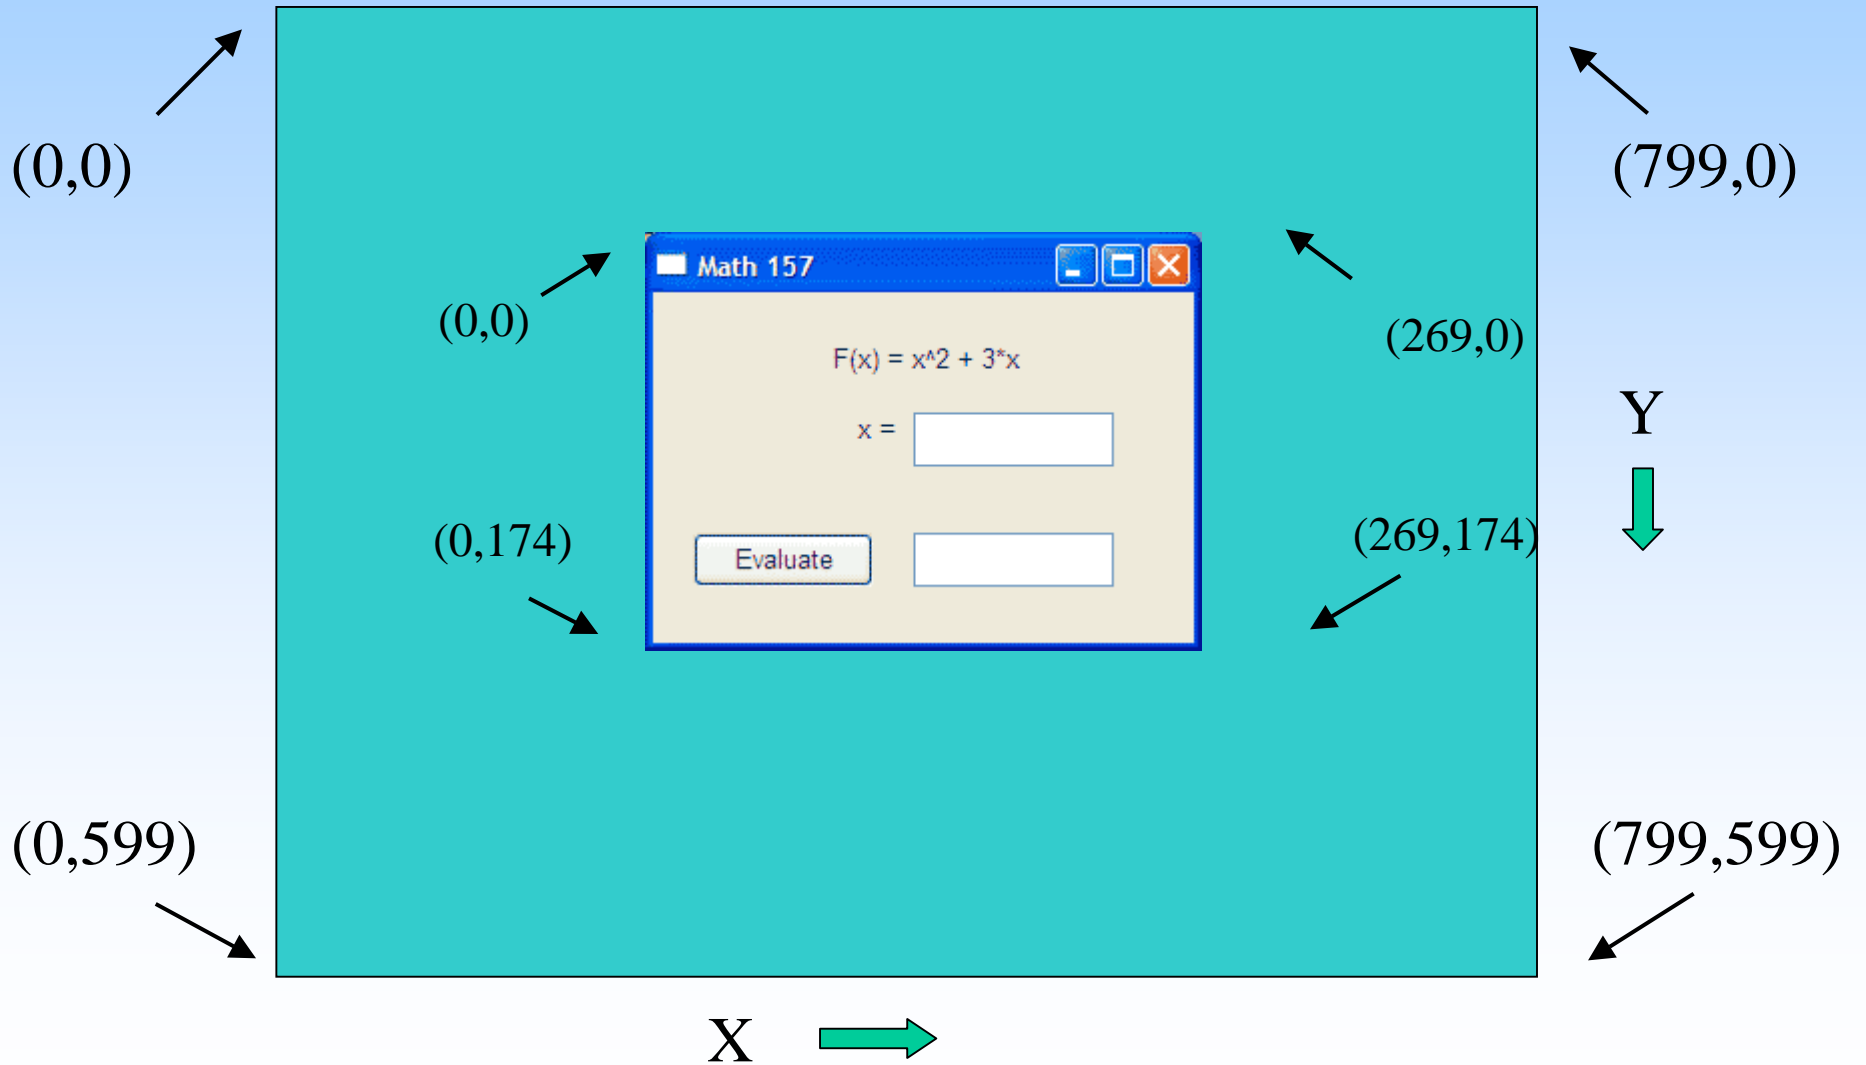 (0,0)
(799,0)
Math 157
(0,0)
(269,0)
F(x) = x^2 + 3*x
Y
x =
(0,174)
(269,174)
Evaluate
(0,599)
(799,599)
X